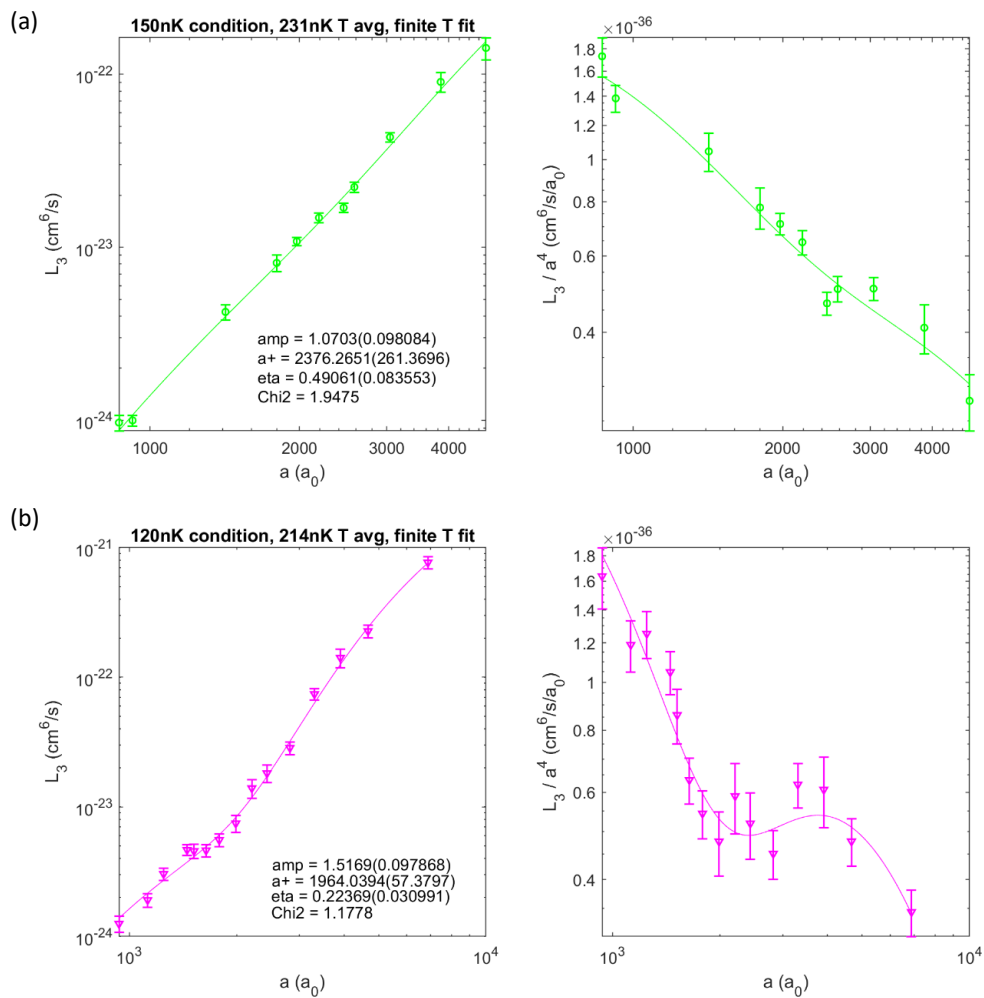 (a)
150nK condition, 231nK T avg, finite T fit
10^-22
10^-23
10^-24
L_3 (cm^6/s)
amp = 1.0703(0.098084)
a+ = 2376.2651(261.3696)
eta = 0.49061(0.083553)
Chi2 = 1.9475
1000 2000 3000 4000
a (a_0)
×10^-36
1.8
1.6
1.4
1.2
1
0.8
0.6
0.4
L_3 / a^4 (cm^6/s/a_0)
1000 2000 3000 4000
a (a_0)
(b)
120nK condition, 214nK T avg, finite T fit
10^-21
10^-22
10^-23
10^-24
L_3 (cm^6/s)
amp = 1.5169(0.097868)
a+ = 1964.0394(57.3797)
eta = 0.22369(0.030991)
Chi2 = 1.1778
10^3 10^4
a (a_0)
×10^-36
1.8
1.6
1.4
1.2
1
0.8
0.6
0.4
L_3 / a^4 (cm^6/s/a_0)
10^3 10^4
a (a_0)